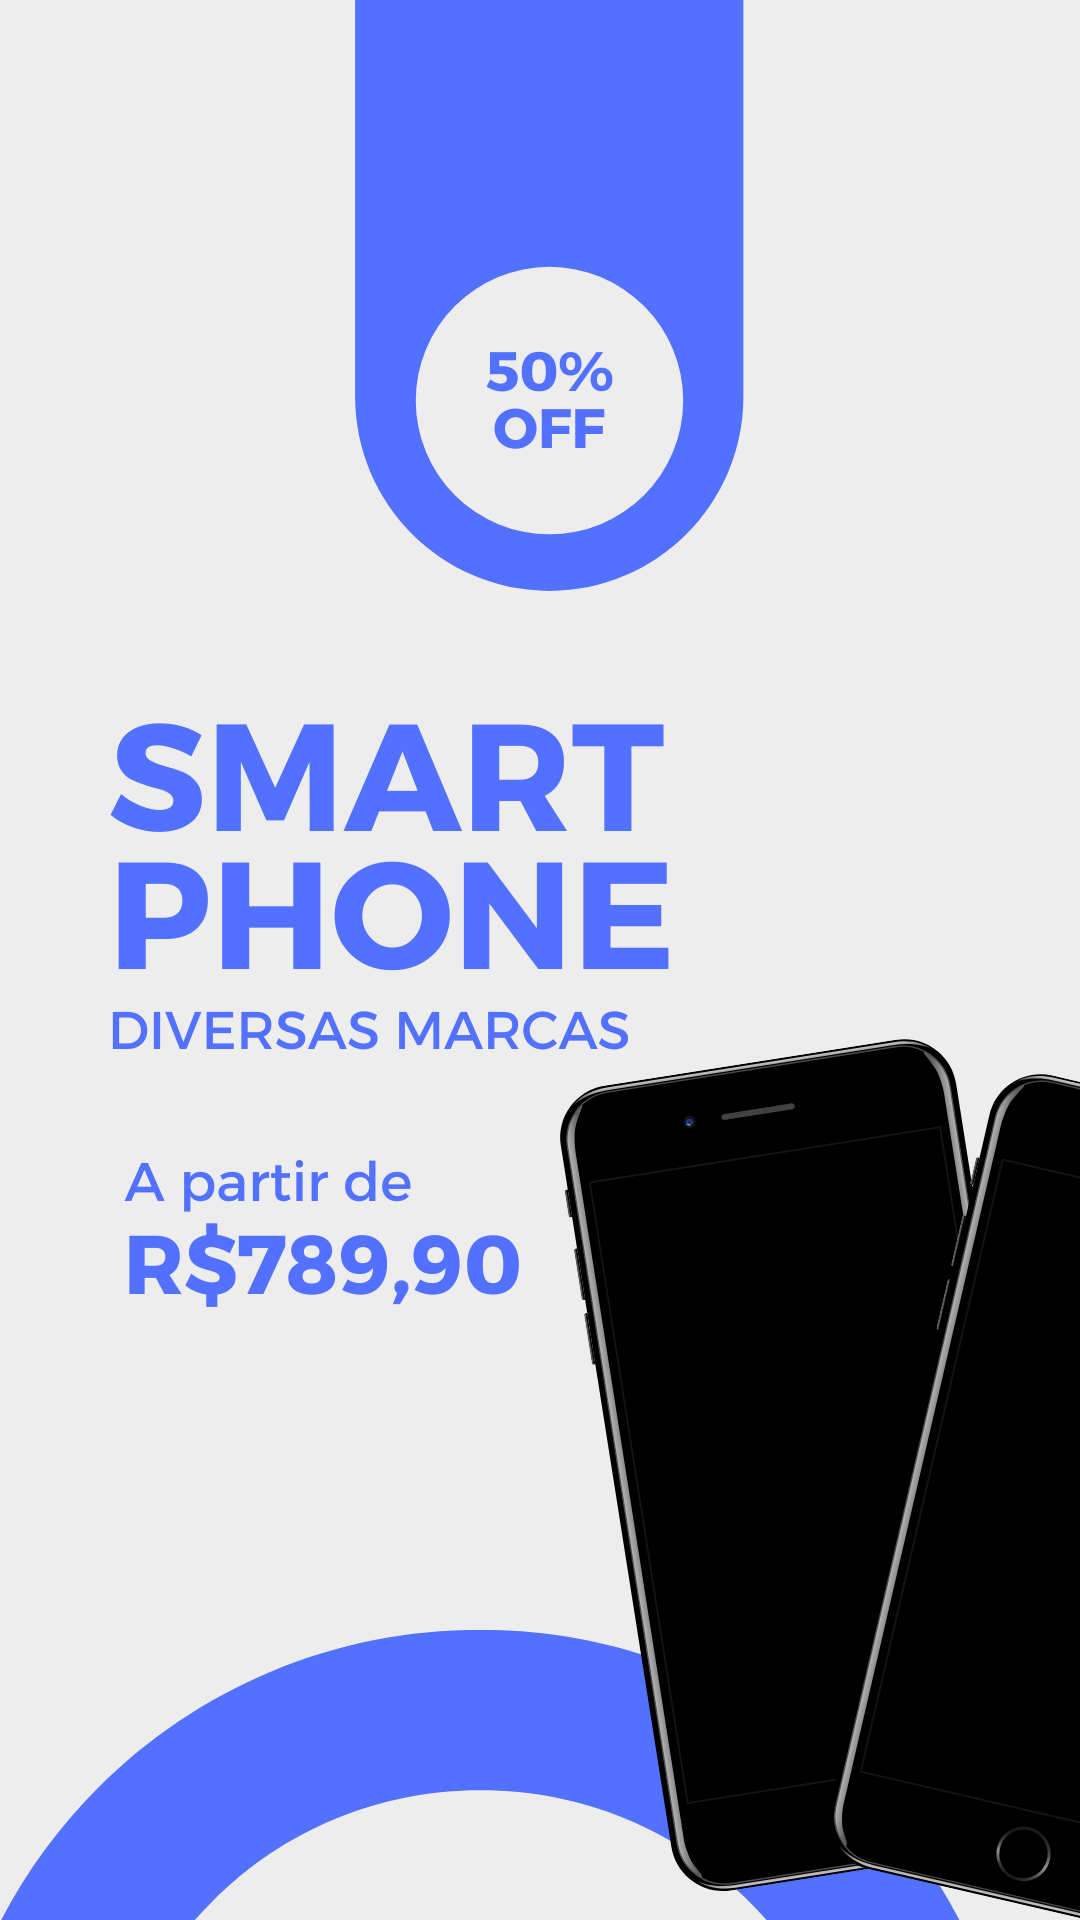 50%
OFF
SMART
PHONE
DIVERSAS MARCAS
A partir de
R$789,90